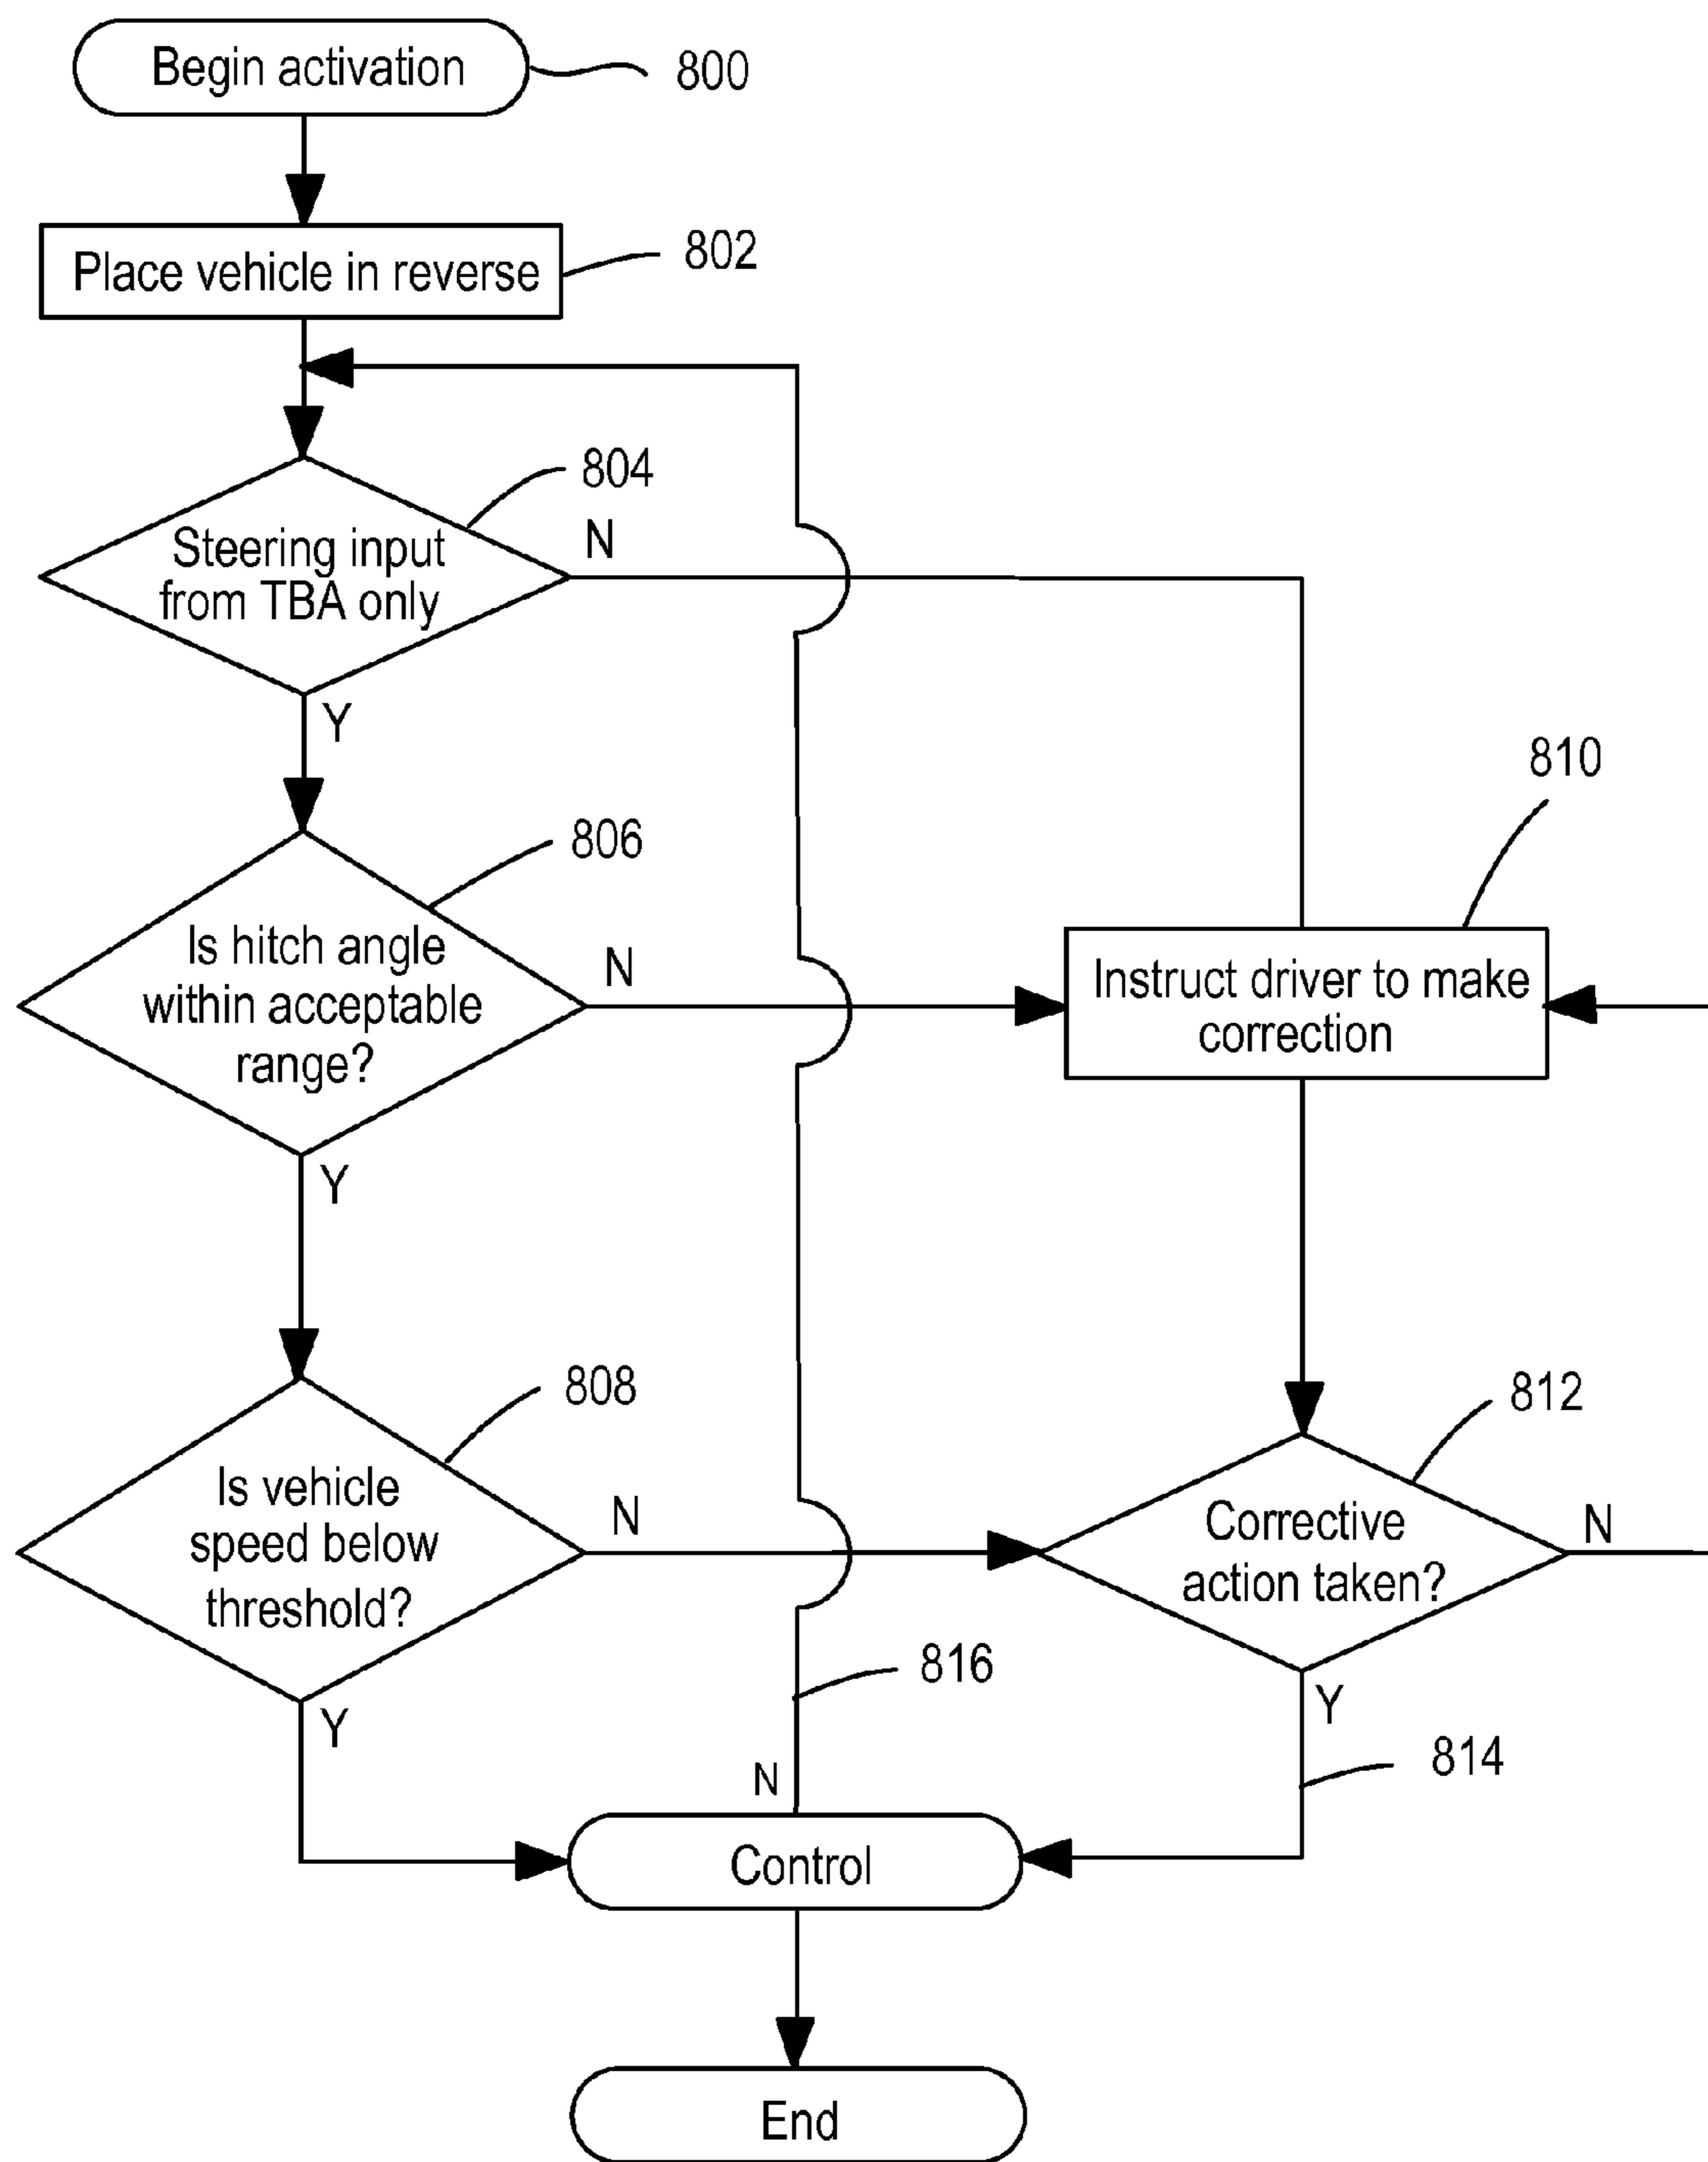 Begin activation
800
Place vehicle in reverse
802
804
Steering input
from TBA only
N
Y
810
806
Is hitch angle
within acceptable
range?
N
Instruct driver to make
correction
Y
808
812
Is vehicle
speed below
threshold?
N
Corrective
action taken?
N
816
Y
Y
814
N
Control
End